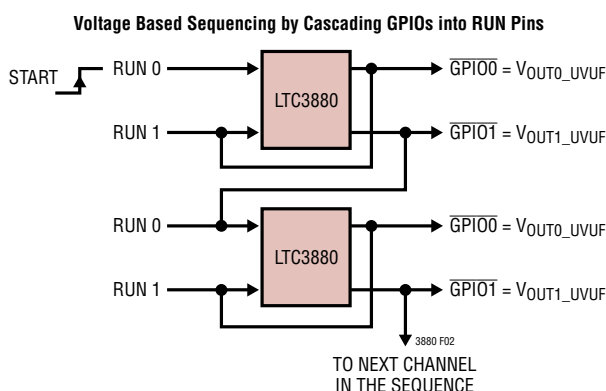 Voltage Based Sequencing by Cascading GPIOs into RUN Pins
START
RUN 0
LTC3880
GPIO0 = VOUT0_UVUF
RUN 1
GPIO1 = VOUT1_UVUF
RUN 0
LTC3880
GPIO0 = VOUT0_UVUF
RUN 1
GPIO1 = VOUT1_UVUF
3880 F02
TO NEXT CHANNEL
IN THE SEQUENCE